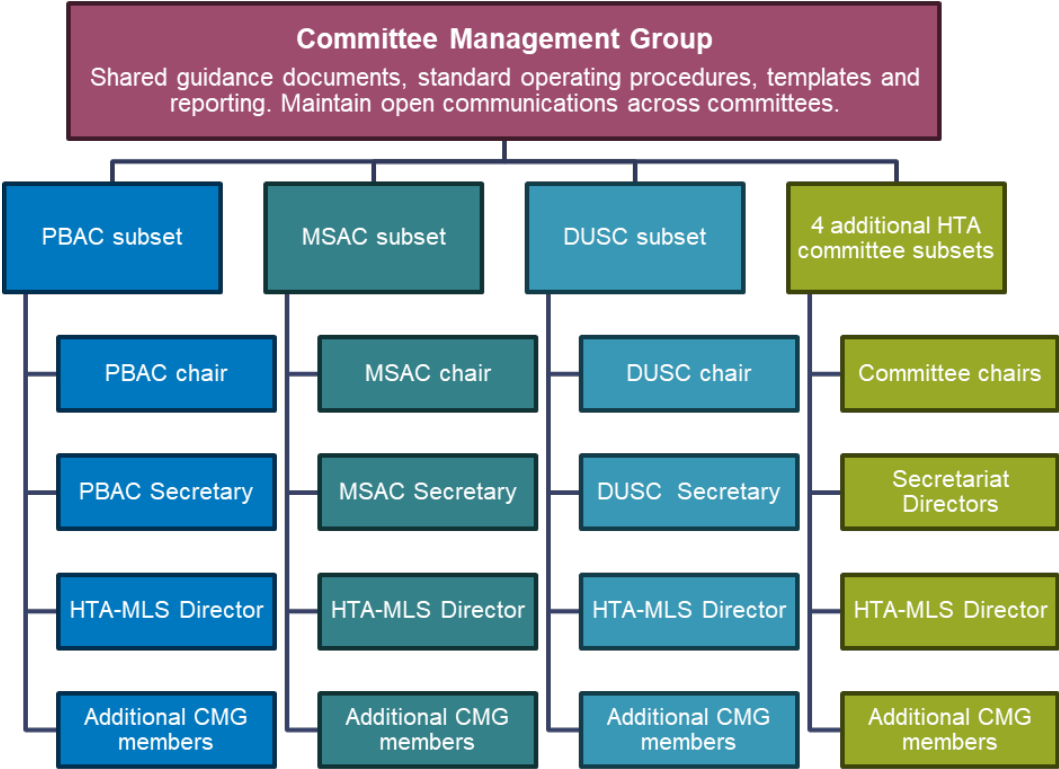 Committee Management Group
Shared guidance documents, standard operating procedures, templates and
reporting. Maintain open communications across committees.
PBAC subset
MSAC subset
DUSC subset
4 additional HTA
committee subsets
PBAC chair
MSAC chair
DUSC chair
Committee chairs
PBAC Secretary
MSAC Secretary
DUSC Secretary
Secretariat
Directors
HTA-MLS Director
HTA-MLS Director
HTA-MLS Director
HTA-MLS Director
Additional CMG
members
Additional CMG
members
Additional CMG
members
Additional CMG
members